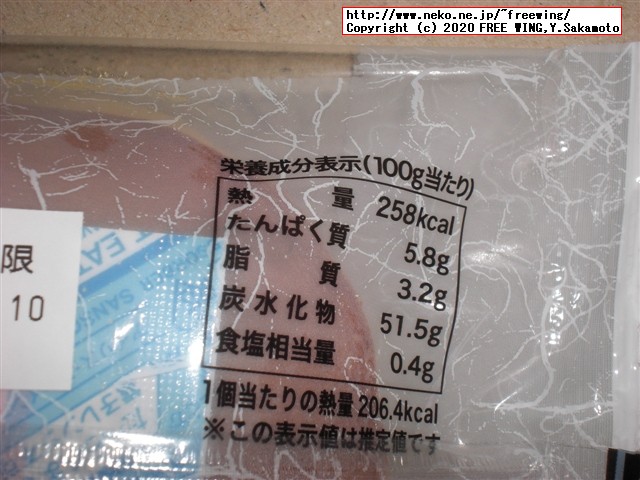 http://www.neko.ne.jp/~freewing/
Copyright (c) 2020 FREE WING,Y.Sakamoto
栄養成分表示(100g当たり)
熱量 258kcal
たんぱく質 5.8g
脂質 3.2g
炭水化物 51.5g
食塩相当量 0.4g
1個当たりの熱量 206.4kcal
※この表示値は推定値です
限
10
EAT